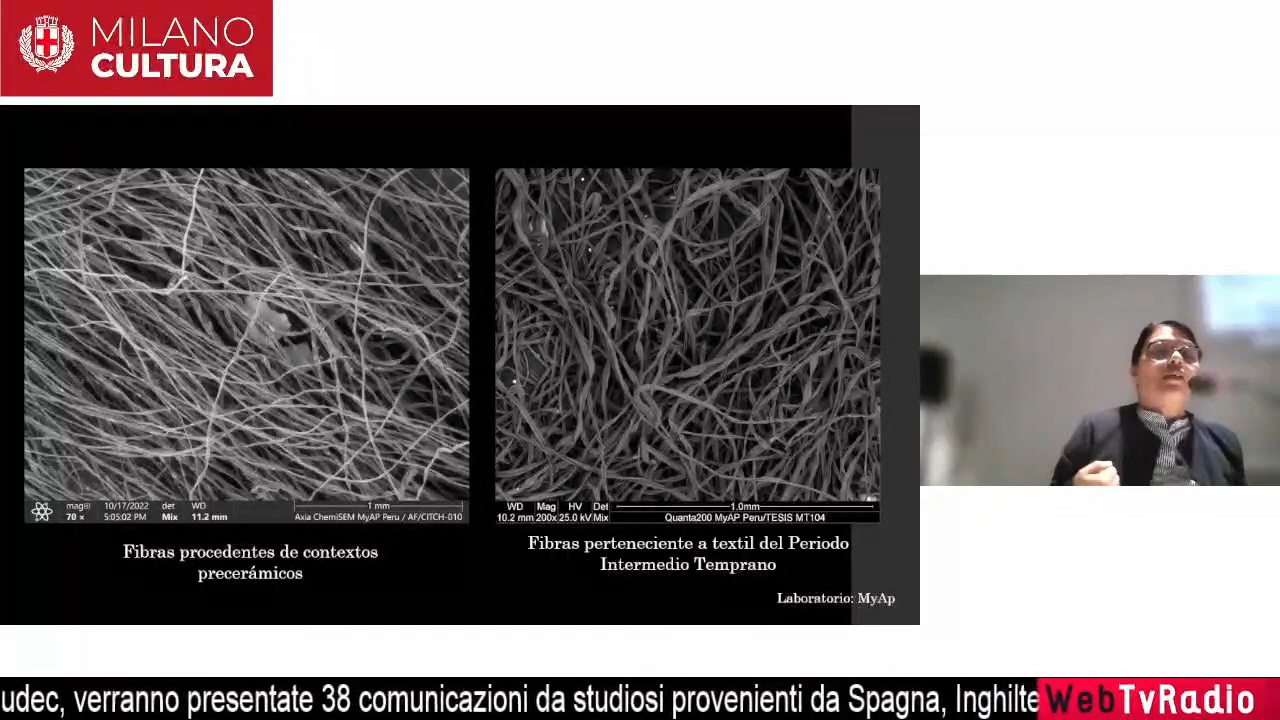 MILANO
CULTURA
mag 10/17/2022 det WD 1 mm
70 × 5:05:02 PM Mix 11.2 mm Axia ChemiSEM MyAP Peru / AF/CITCH-010
WD Mag HV Det 1.0mm
10.2 mm 200x 25.0 kV Mix Quanta200 MyAP Peru/TESIS MT104
Fibras procedentes de contextos
precerámicos
Fibras perteneciente a textil del Periodo
Intermedio Temprano
Laboratorio: MyAp
udec, verranno presentate 38 comunicazioni da studiosi provenienti da Spagna, Inghilte
WebTvRadio